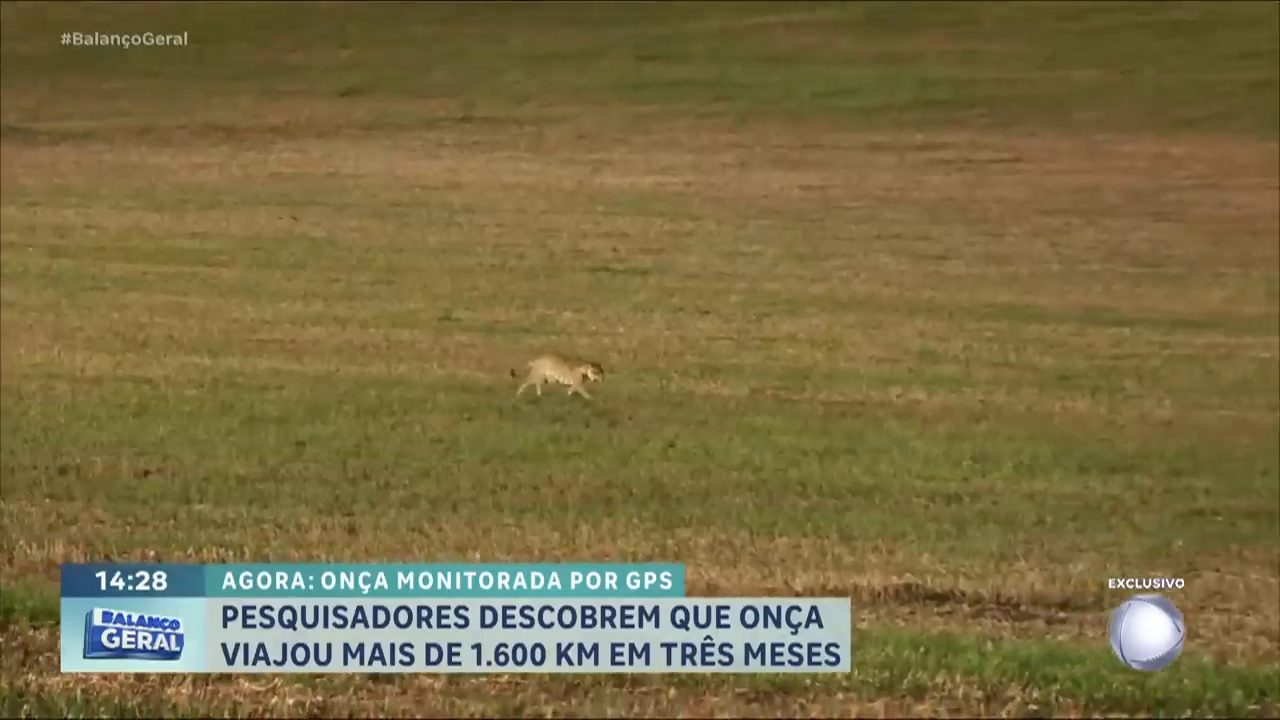 #BalançoGeral
14:28 AGORA: ONÇA MONITORADA POR GPS
BALANÇO
GERAL
PESQUISADORES DESCOBREM QUE ONÇA
VIAJOU MAIS DE 1.600 KM EM TRÊS MESES
EXCLUSIVO